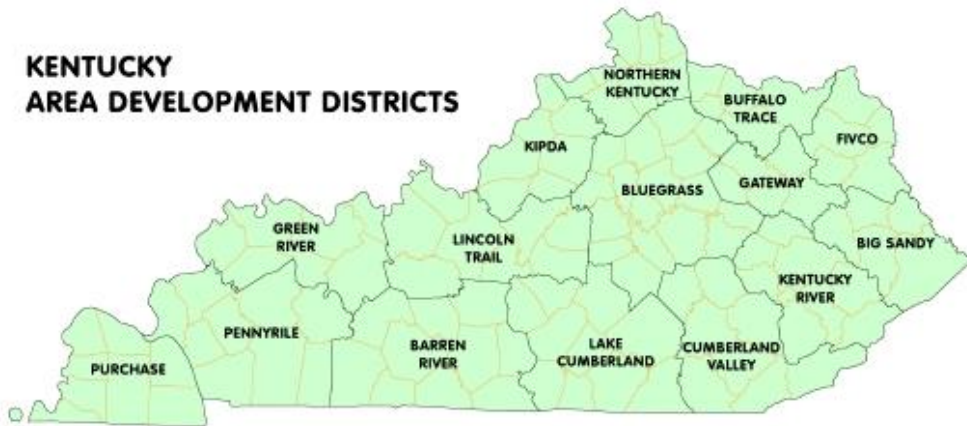 KENTUCKY
AREA DEVELOPMENT DISTRICTS
NORTHERN
KENTUCKY
BUFFALO
TRACE
FIVCO
KIPDA
BLUEGRASS
GATEWAY
GREEN
RIVER
LINCOLN
TRAIL
BIG SANDY
KENTUCKY
RIVER
PENNYRILE
BARREN
RIVER
LAKE
CUMBERLAND
CUMBERLAND
VALLEY
PURCHASE